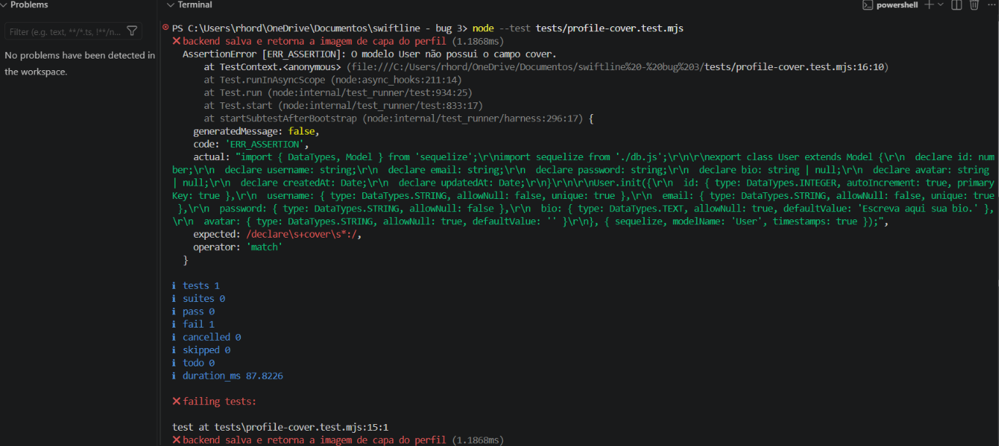 Problems
Filter (e.g. text, **/*.ts, !**/n...
No problems have been detected in
the workspace.
Terminal
powershell
PS C:\Users\rhord\OneDrive\Documentos\swiftline - bug 3> node --test tests/profile-cover.test.mjs
backend salva e retorna a imagem de capa do perfil (1.1868ms)
AssertionError [ERR_ASSERTION]: O modelo User não possui o campo cover.
at TestContext.<anonymous> (file:///C:/Users/rhord/OneDrive/Documentos/swiftline%20-%20bug%203/tests/profile-cover.test.mjs:16:10)
at Test.runInAsyncScope (node:async_hooks:211:14)
at Test.run (node:internal/test_runner/test:934:25)
at Test.start (node:internal/test_runner/test:833:17)
at startSubtestAfterBootstrap (node:internal/test_runner/harness:296:17) {
generatedMessage: false,
code: 'ERR_ASSERTION',
actual: "import { DataTypes, Model } from 'sequelize';\r\nimport sequelize from './db.js';\r\n\r\nexport class User extends Model {\r\n  declare id: num
ber;\r\n  declare username: string;\r\n  declare email: string;\r\n  declare password: string;\r\n  declare bio: string | null;\r\n  declare avatar: string
| null;\r\n  declare createdAt: Date;\r\n  declare updatedAt: Date;\r\n}\r\n\r\nUser.init({\r\n  id: { type: DataTypes.INTEGER, autoIncrement: true, primary
Key: true },\r\n  username: { type: DataTypes.STRING, allowNull: false, unique: true },\r\n  email: { type: DataTypes.STRING, allowNull: false, unique: true
},\r\n  password: { type: DataTypes.STRING, allowNull: false },\r\n  bio: { type: DataTypes.TEXT, allowNull: true, defaultValue: 'Escreva aqui sua bio.' },
\r\n  avatar: { type: DataTypes.STRING, allowNull: true, defaultValue: '' }\r\n}, { sequelize, modelName: 'User', timestamps: true });",
expected: /declare\s+cover\s*:/,
operator: 'match'
}
i tests 1
i suites 0
i pass 0
i fail 1
i cancelled 0
i skipped 0
i todo 0
i duration_ms 87.8226
failing tests:
test at tests\profile-cover.test.mjs:15:1
backend salva e retorna a imagem de capa do perfil (1.1868ms)